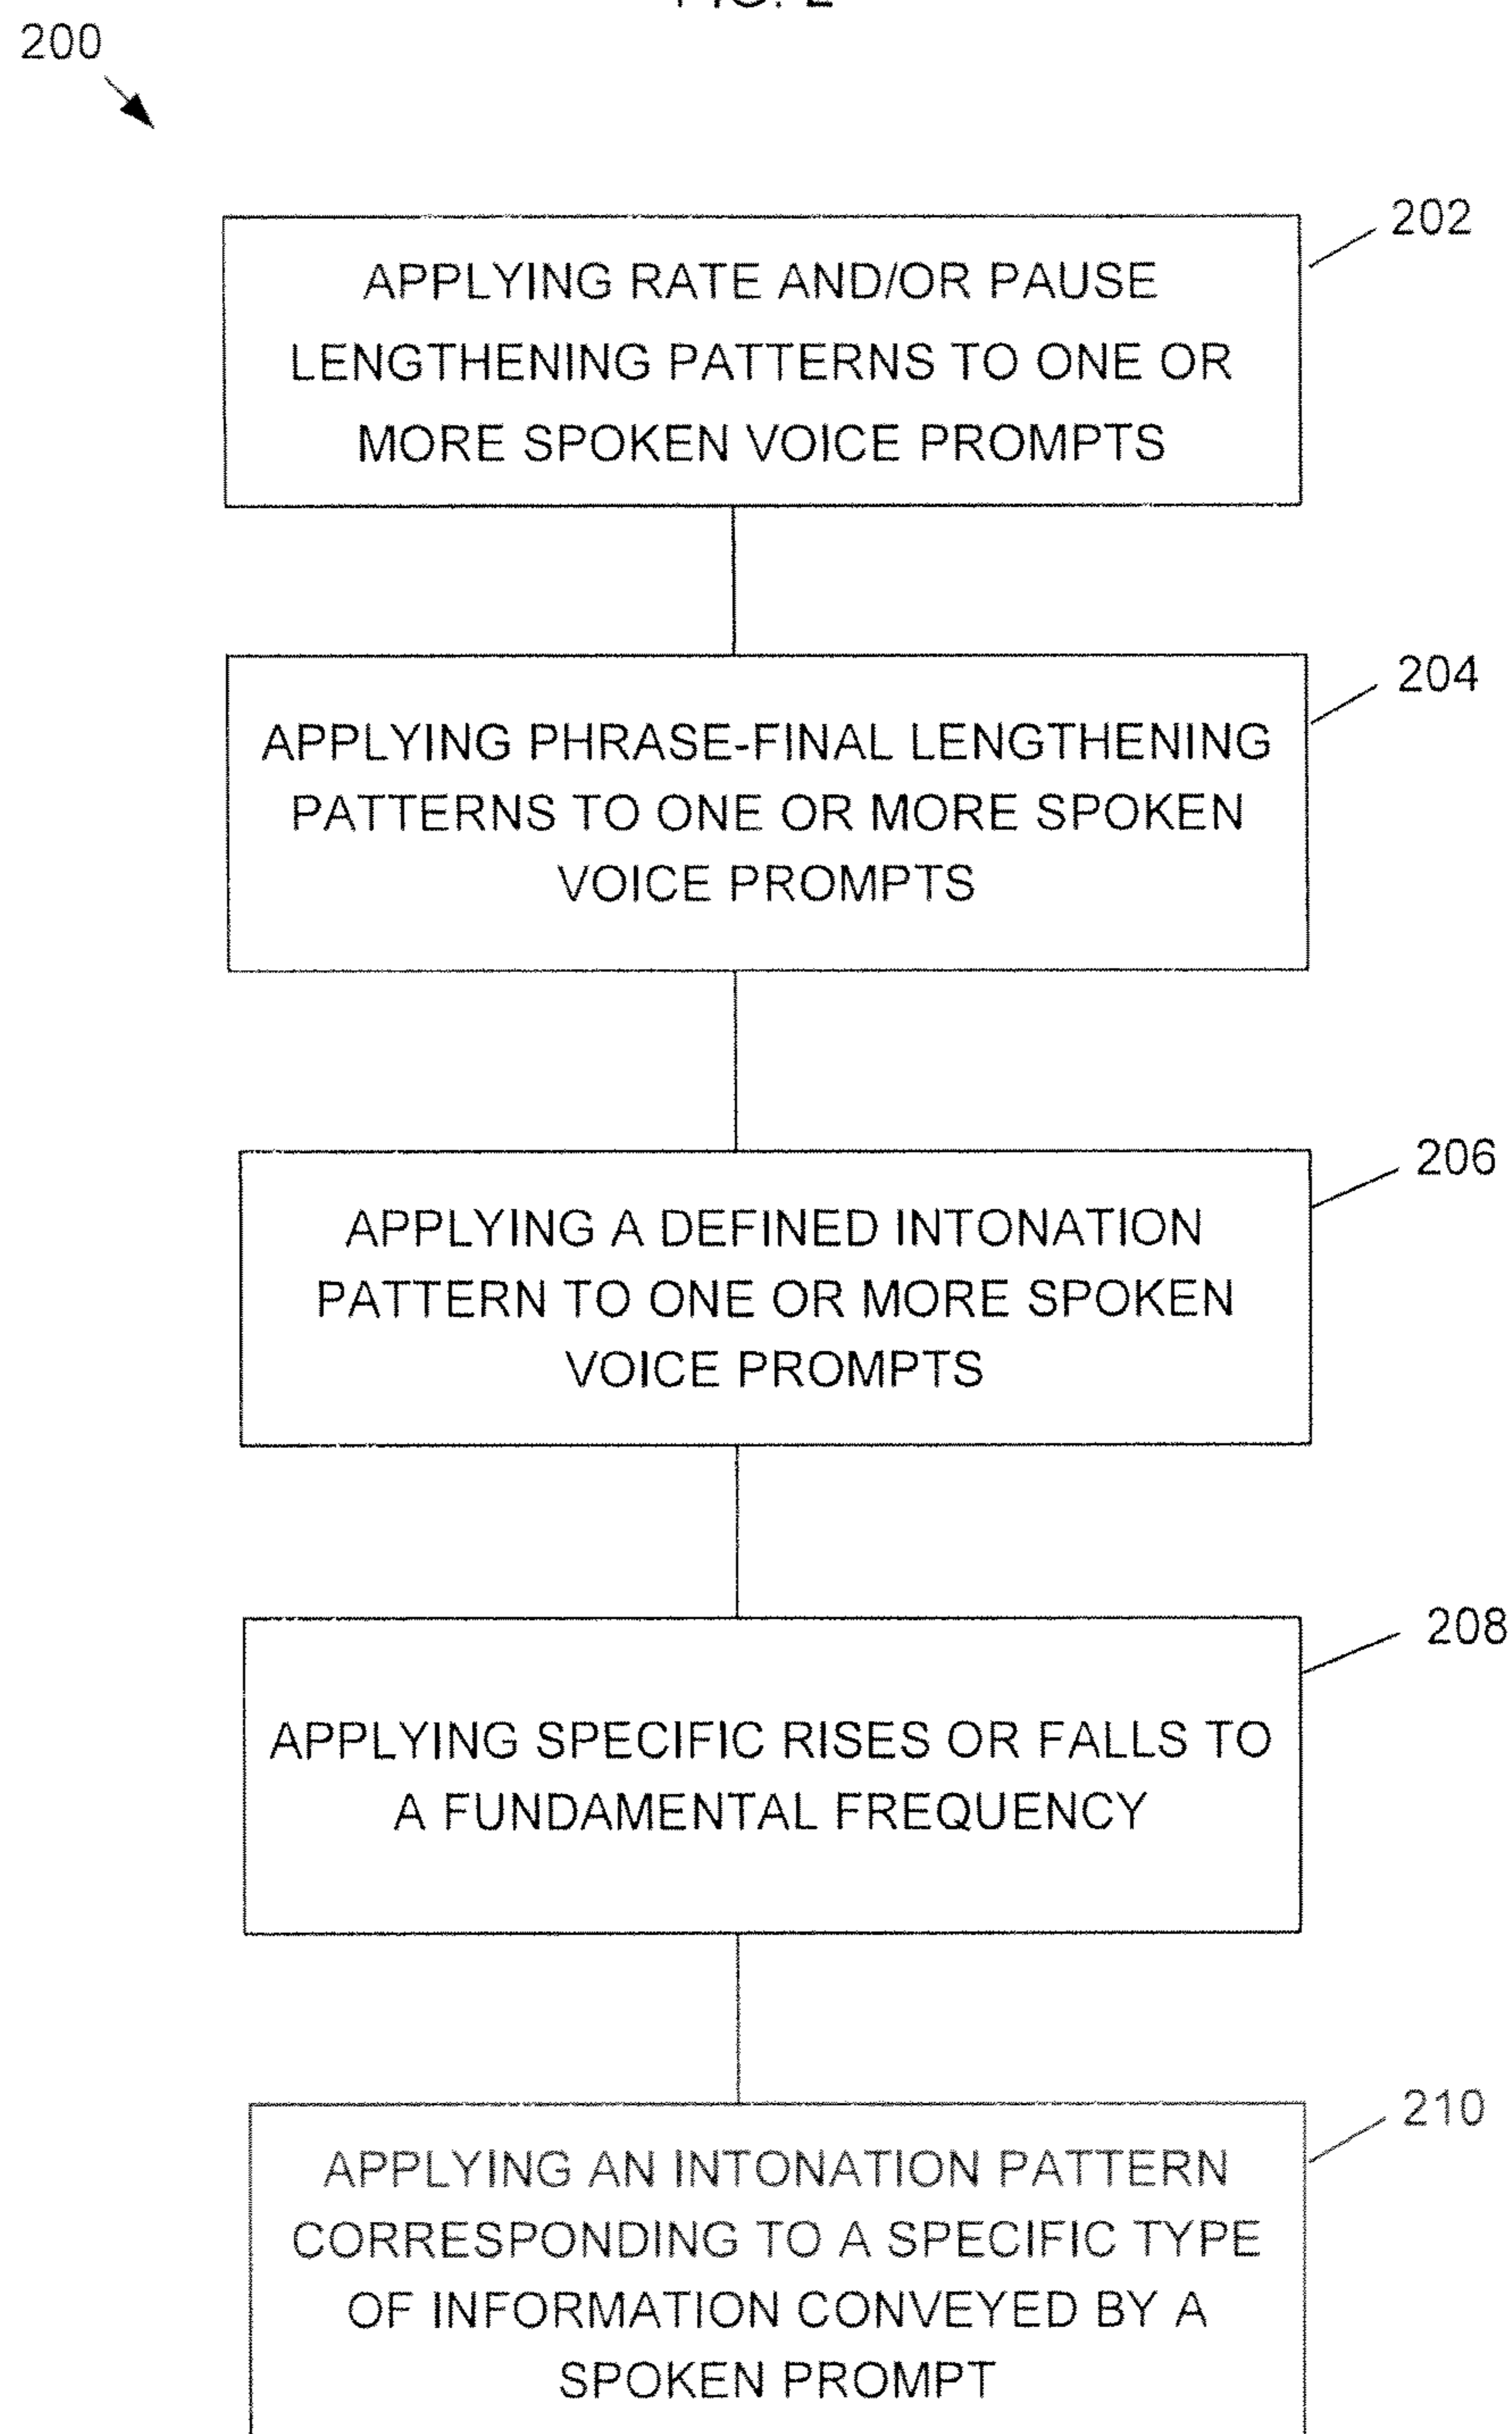 FIG. 2
200
202
APPLYING RATE AND/OR PAUSE
LENGTHENING PATTERNS TO ONE OR
MORE SPOKEN VOICE PROMPTS
204
APPLYING PHRASE-FINAL LENGTHENING
PATTERNS TO ONE OR MORE SPOKEN
VOICE PROMPTS
206
APPLYING A DEFINED INTONATION
PATTERN TO ONE OR MORE SPOKEN
VOICE PROMPTS
208
APPLYING SPECIFIC RISES OR FALLS TO
A FUNDAMENTAL FREQUENCY
210
APPLYING AN INTONATION PATTERN
CORRESPONDING TO A SPECIFIC TYPE
OF INFORMATION CONVEYED BY A
SPOKEN PROMPT